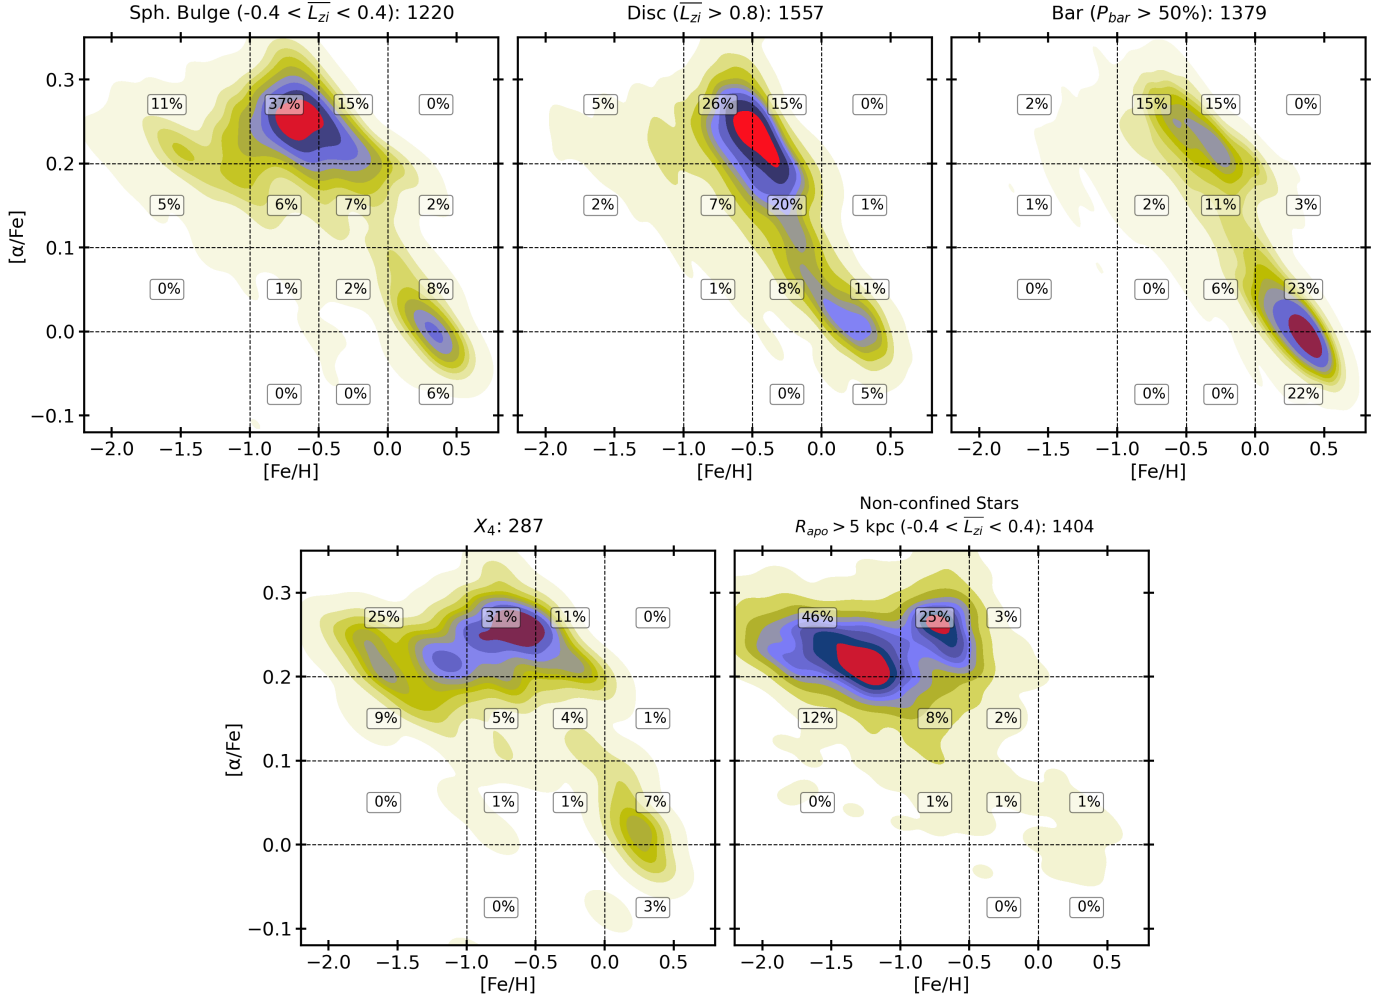 Sph. Bulge (-0.4 < L_zi < 0.4): 1220
Disc (L_zi > 0.8): 1557
Bar (P_bar > 50%): 1379
0.3
0.2
0.1
0.0
−0.1
[α/Fe]
11% 37% 15% 0%
5% 6% 7% 2%
0% 1% 2% 8%
0% 0% 6%
5% 26% 15% 0%
2% 7% 20% 1%
1% 8% 11%
0% 5%
2% 15% 15% 0%
1% 2% 11% 3%
0% 0% 6% 23%
0% 0% 22%
−2.0 −1.5 −1.0 −0.5 0.0 0.5
−2.0 −1.5 −1.0 −0.5 0.0 0.5
−2.0 −1.5 −1.0 −0.5 0.0 0.5
[Fe/H]
[Fe/H]
[Fe/H]
X_4: 287
Non-confined Stars
R_apo > 5 kpc (-0.4 < L_zi < 0.4): 1404
0.3
0.2
0.1
0.0
−0.1
[α/Fe]
25% 31% 11% 0%
9% 5% 4% 1%
0% 1% 1% 7%
0% 3%
46% 25% 3%
12% 8% 2%
0% 1% 1% 1%
0% 0%
−2.0 −1.5 −1.0 −0.5 0.0 0.5
−2.0 −1.5 −1.0 −0.5 0.0 0.5
[Fe/H]
[Fe/H]